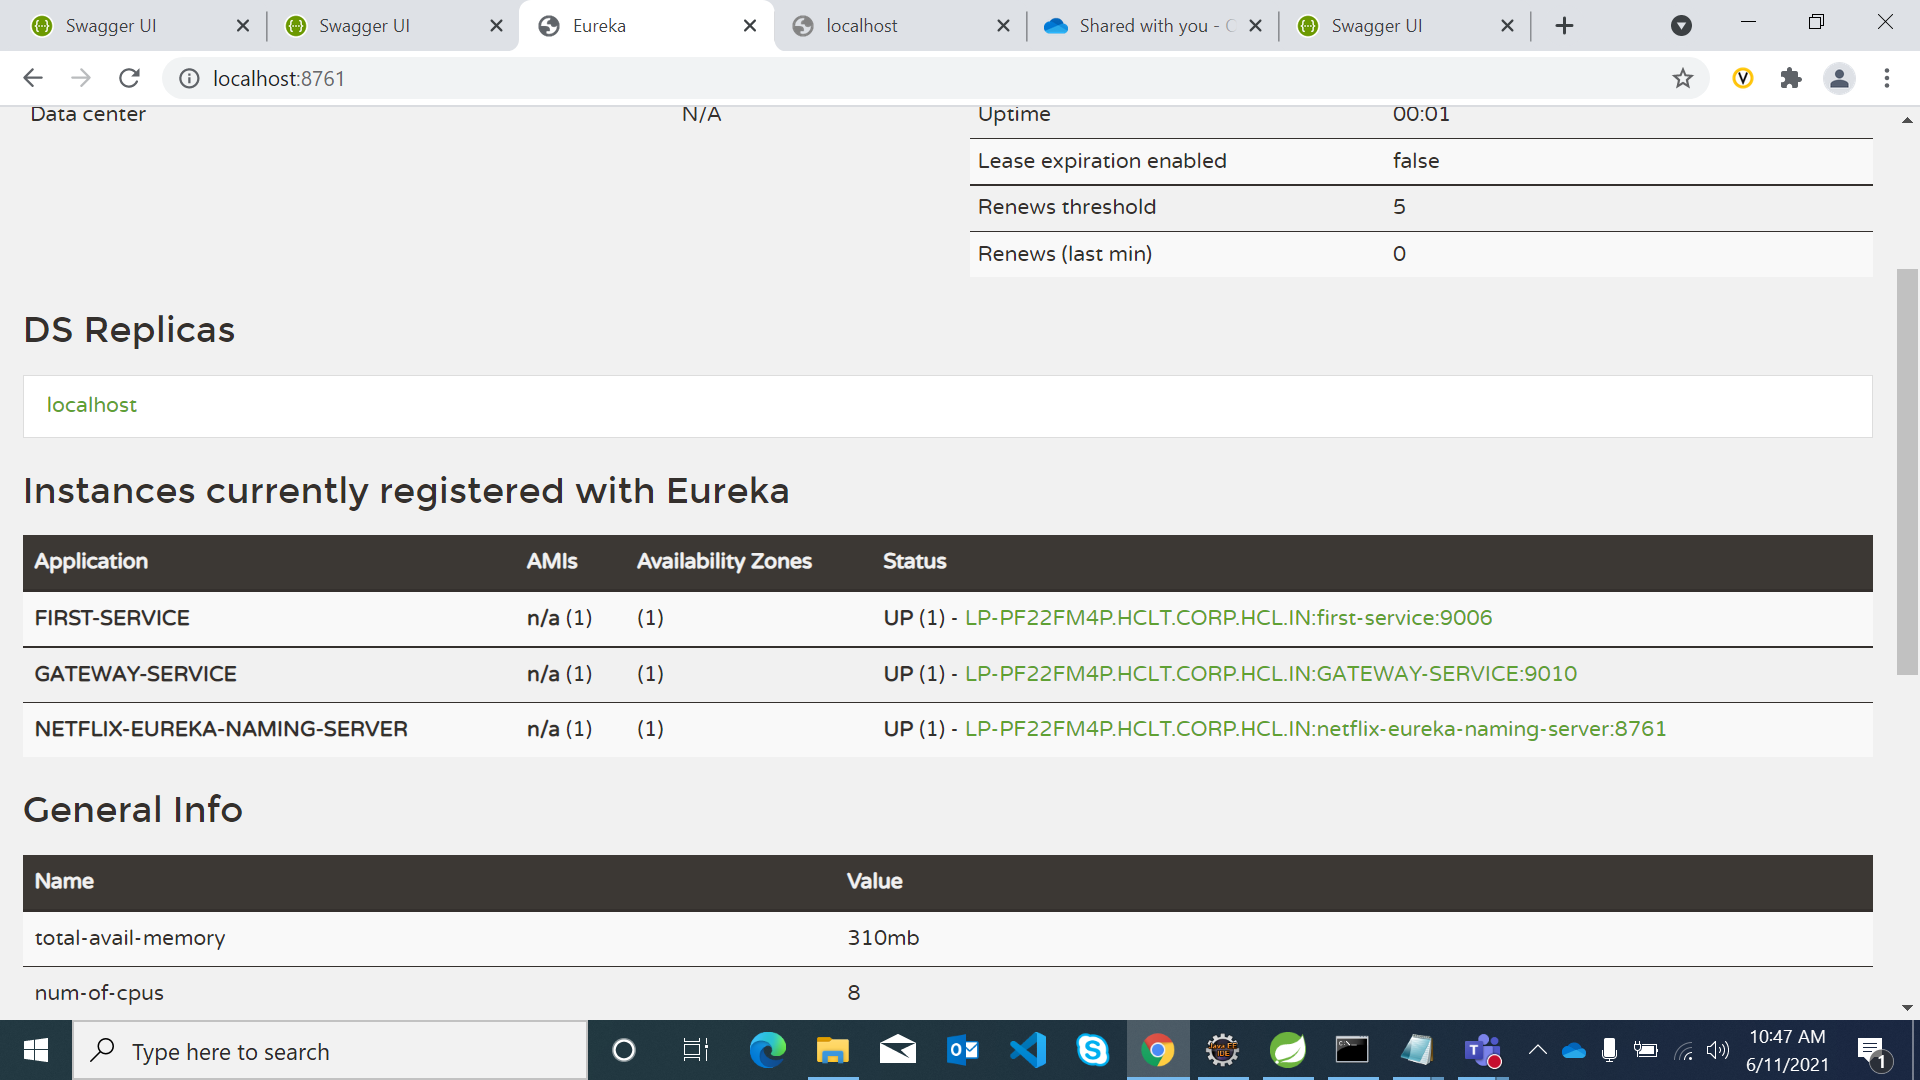 Swagger UI
Swagger UI
Eureka
localhost
Shared with you - C
Swagger UI
localhost:8761
Data center N/A
Uptime 00:01
Lease expiration enabled false
Renews threshold 5
Renews (last min) 0
DS Replicas
localhost
Instances currently registered with Eureka
Application AMIs Availability Zones Status
FIRST-SERVICE n/a (1) (1) UP (1) - LP-PF22FM4P.HCLT.CORP.HCL.IN:first-service:9006
GATEWAY-SERVICE n/a (1) (1) UP (1) - LP-PF22FM4P.HCLT.CORP.HCL.IN:GATEWAY-SERVICE:9010
NETFLIX-EUREKA-NAMING-SERVER n/a (1) (1) UP (1) - LP-PF22FM4P.HCLT.CORP.HCL.IN:netflix-eureka-naming-server:8761
General Info
Name Value
total-avail-memory 310mb
num-of-cpus 8
Type here to search
10:47 AM
6/11/2021
1